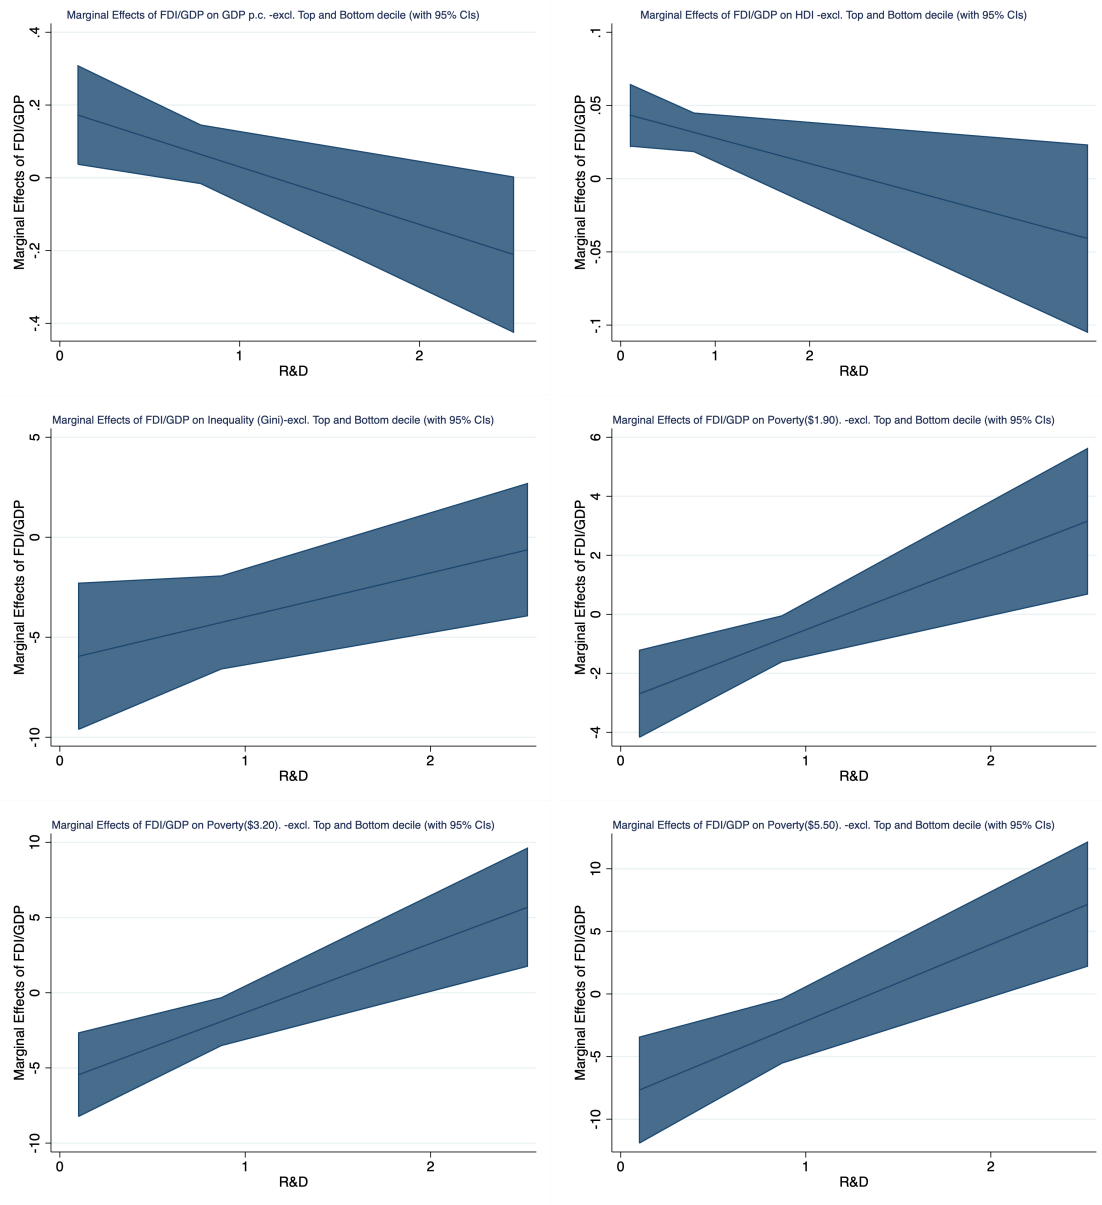 Marginal Effects of FDI/GDP on GDP p.c. -excl. Top and Bottom decile (with 95% CIs)
Marginal Effects of FDI/GDP
.4
.2
0
-.2
-.4
0 1 2
R&D
Marginal Effects of FDI/GDP on HDI -excl. Top and Bottom decile (with 95% CIs)
Marginal Effects of FDI/GDP
.1
.05
0
-.05
-.1
0 1 2
R&D
Marginal Effects of FDI/GDP on Inequality (Gini)-excl. Top and Bottom decile (with 95% CIs)
Marginal Effects of FDI/GDP
5
0
-5
-10
0 1 2
R&D
Marginal Effects of FDI/GDP on Poverty($1.90). -excl. Top and Bottom decile (with 95% CIs)
Marginal Effects of FDI/GDP
6
4
2
0
-2
-4
0 1 2
R&D
Marginal Effects of FDI/GDP on Poverty($3.20). -excl. Top and Bottom decile (with 95% CIs)
Marginal Effects of FDI/GDP
10
5
0
-5
-10
0 1 2
R&D
Marginal Effects of FDI/GDP on Poverty($5.50). -excl. Top and Bottom decile (with 95% CIs)
Marginal Effects of FDI/GDP
10
5
0
-5
-10
0 1 2
R&D